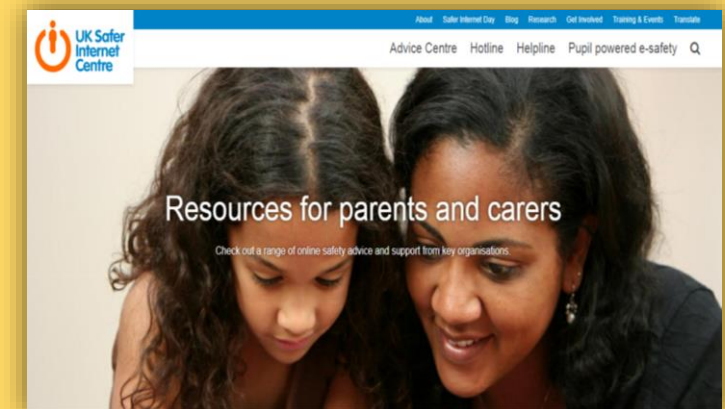 About Safer Internet Day Blog Research Get Involved Training & Events Translate
UK Safer
Internet
Centre
Advice Centre Hotline Helpline Pupil powered e-safety
Resources for parents and carers
Check out a range of online safety advice and support from key organisations.